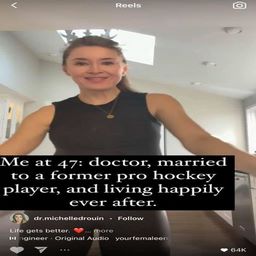 Reels
Me at 47: doctor, married
to a former pro hockey
player, and living happily
ever after.
dr.michelledrouin · Follow
Life gets better. ❤️... more
gineer · Original Audio yourfemaleen
64K